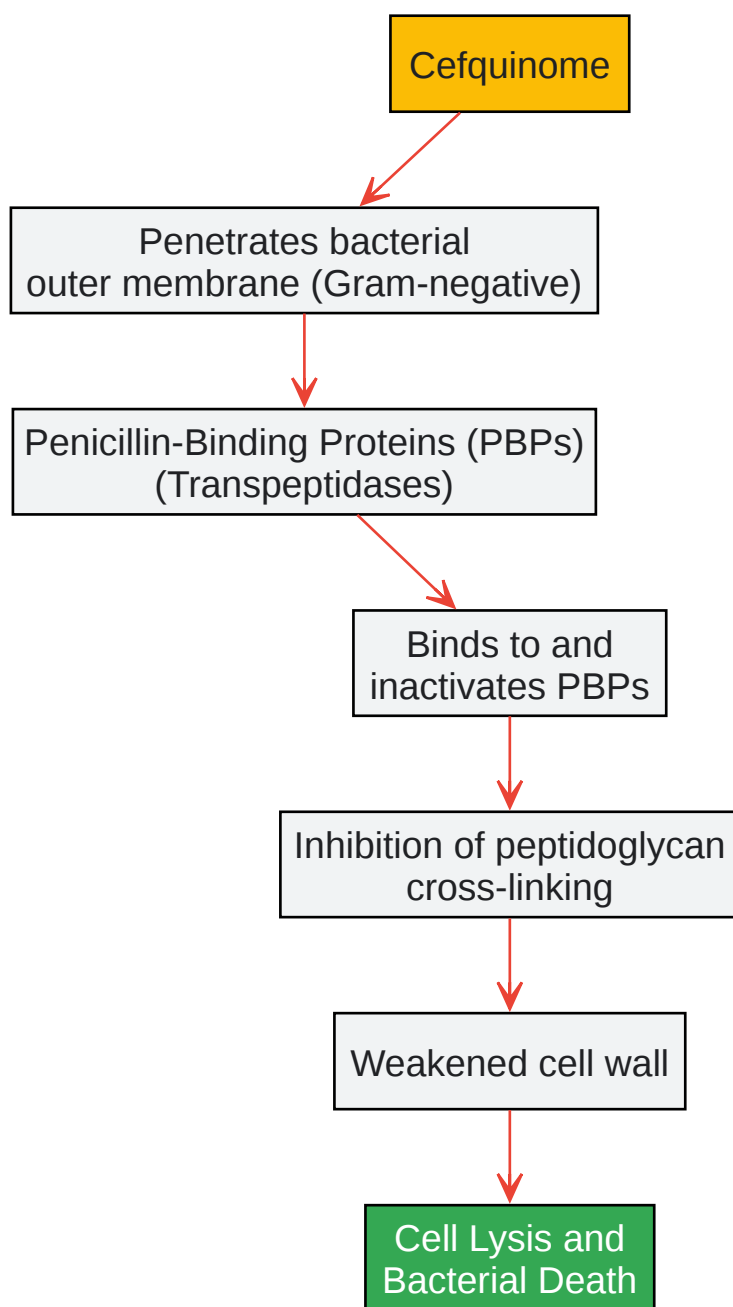 Cefquinome
Penetrates bacterial
outer membrane (Gram-negative)
Penicillin-Binding Proteins (PBPs)
(Transpeptidases)
Binds to and
inactivates PBPs
Inhibition of peptidoglycan
cross-linking
Weakened cell wall
Cell Lysis and
Bacterial Death